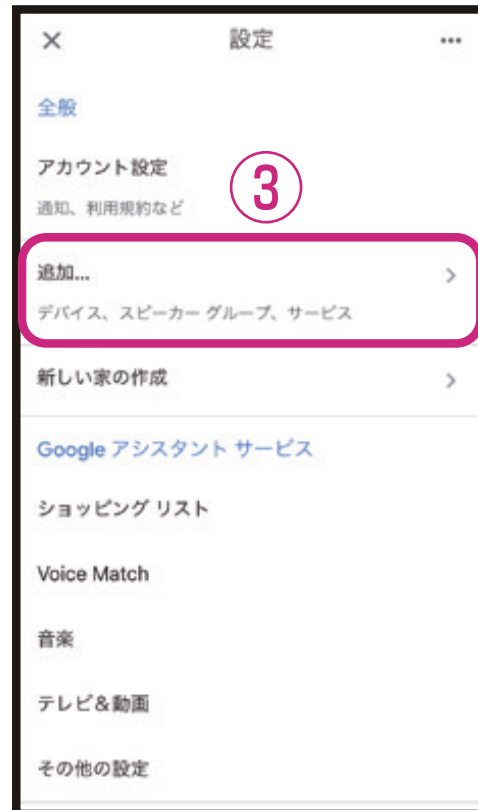 設定
全般
アカウント設定
③
通知、利用規約など
追加...
デバイス、スピーカー グループ、サービス
新しい家の作成
Google アシスタント サービス
ショッピング リスト
Voice Match
音楽
テレビ&動画
その他の設定